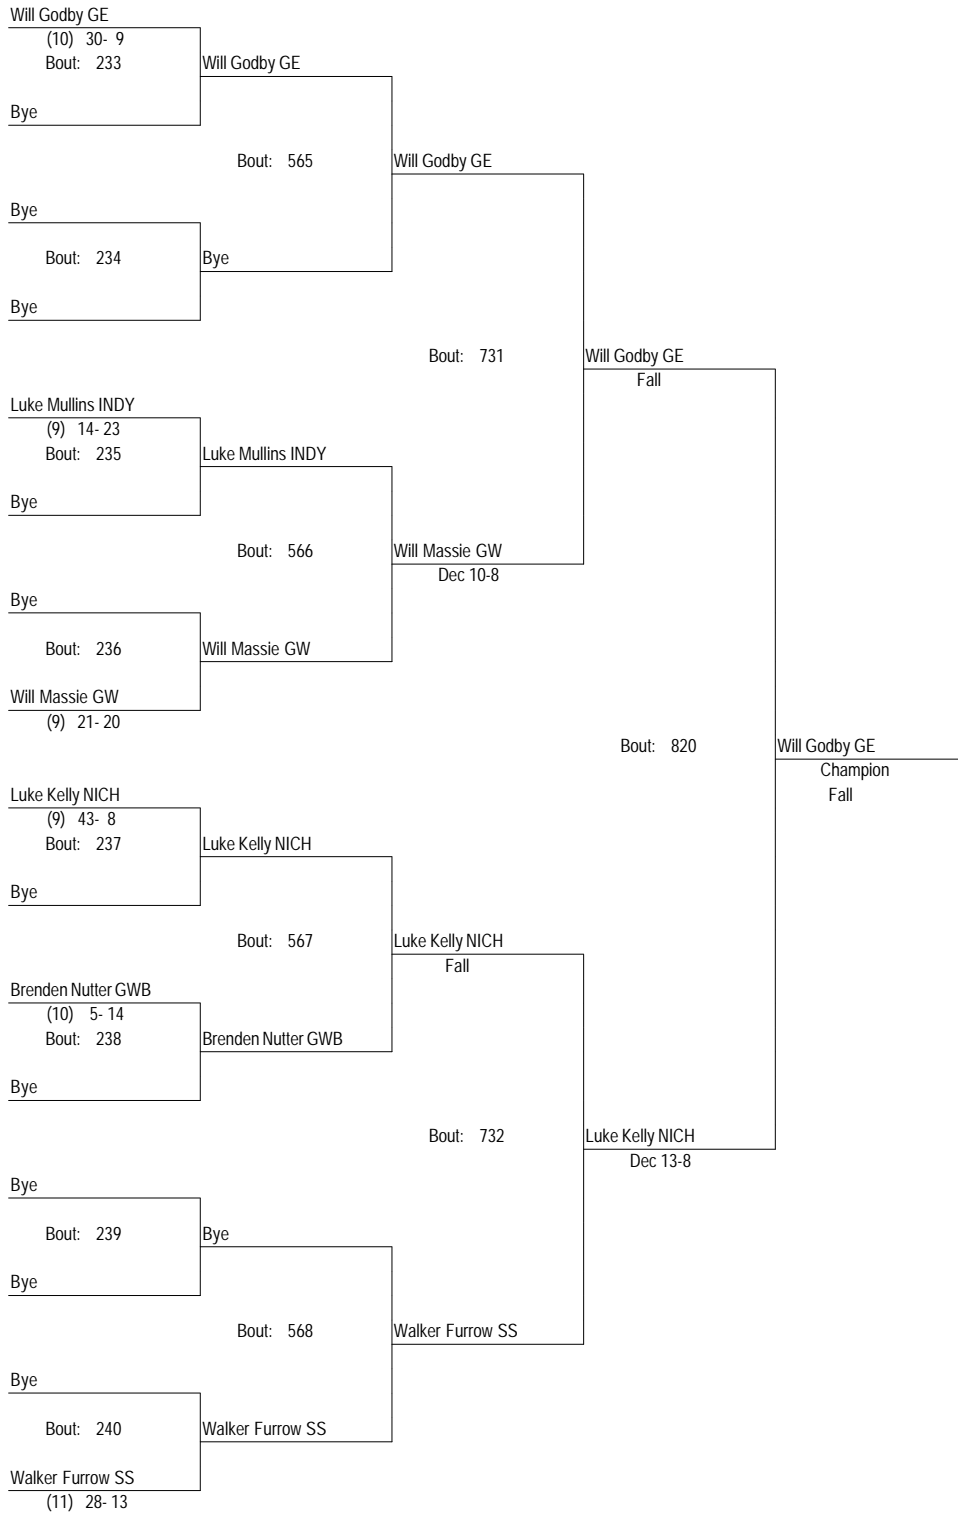 Will Godby GE
(10) 30- 9
Bout: 233
Will Godby GE
Bye
Bout: 565
Will Godby GE
Bye
Bout: 234
Bye
Bye
Bout: 731
Will Godby GE
Fall
Luke Mullins INDY
(9) 14- 23
Bout: 235
Luke Mullins INDY
Bye
Bout: 566
Will Massie GW
Dec 10-8
Bye
Bout: 236
Will Massie GW
Will Massie GW
(9) 21- 20
Bout: 820
Will Godby GE
Champion
Fall
Luke Kelly NICH
(9) 43- 8
Bout: 237
Luke Kelly NICH
Bye
Bout: 567
Luke Kelly NICH
Fall
Brenden Nutter GWB
(10) 5- 14
Bout: 238
Brenden Nutter GWB
Bye
Bout: 732
Luke Kelly NICH
Dec 13-8
Bye
Bout: 239
Bye
Bye
Bout: 568
Walker Furrow SS
Bye
Bout: 240
Walker Furrow SS
Walker Furrow SS
(11) 28- 13